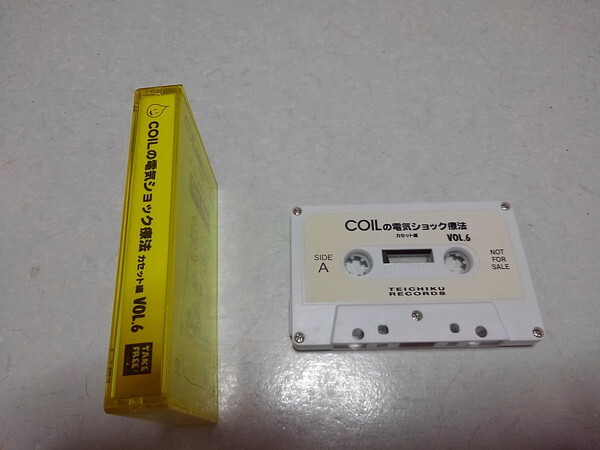 COILの電気ショック療法 カセット編 VOL.6
TAKE
FREE!
COILの電気ショック療法
カセット編
VOL.6
SIDE
A
NOT
FOR
SALE
TEICHIKU
RECORDS